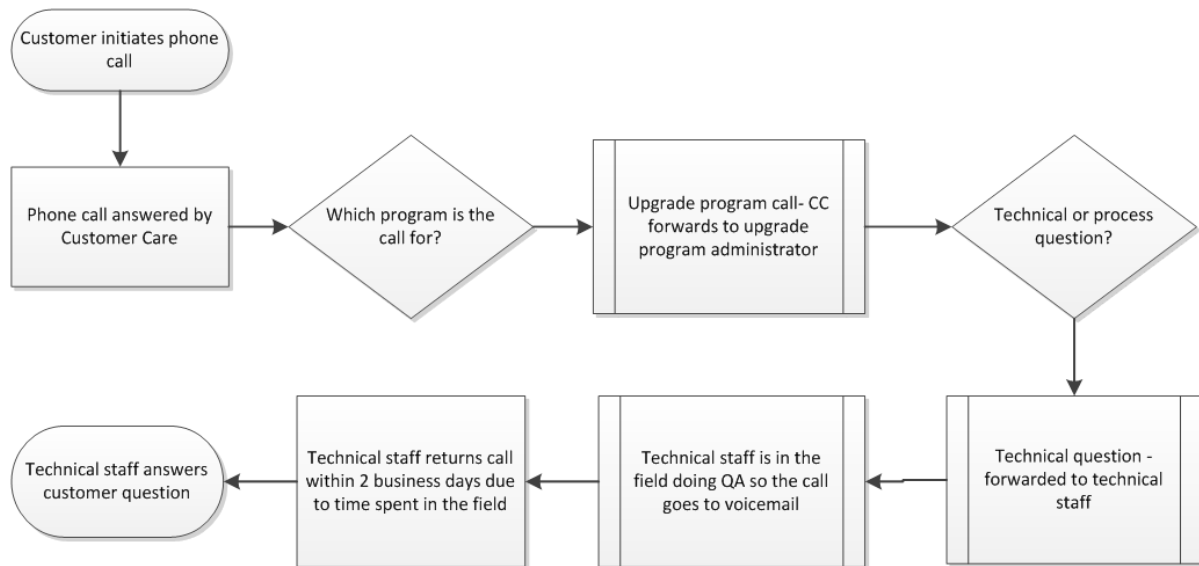 Customer initiates phone
call
Phone call answered by
Customer Care
Which program is the
call for?
Upgrade program call- CC
forwards to upgrade
program administrator
Technical or process
question?
Technical question -
forwarded to technical
staff
Technical staff is in the
field doing QA so the call
goes to voicemail
Technical staff returns call
within 2 business days due
to time spent in the field
Technical staff answers
customer question